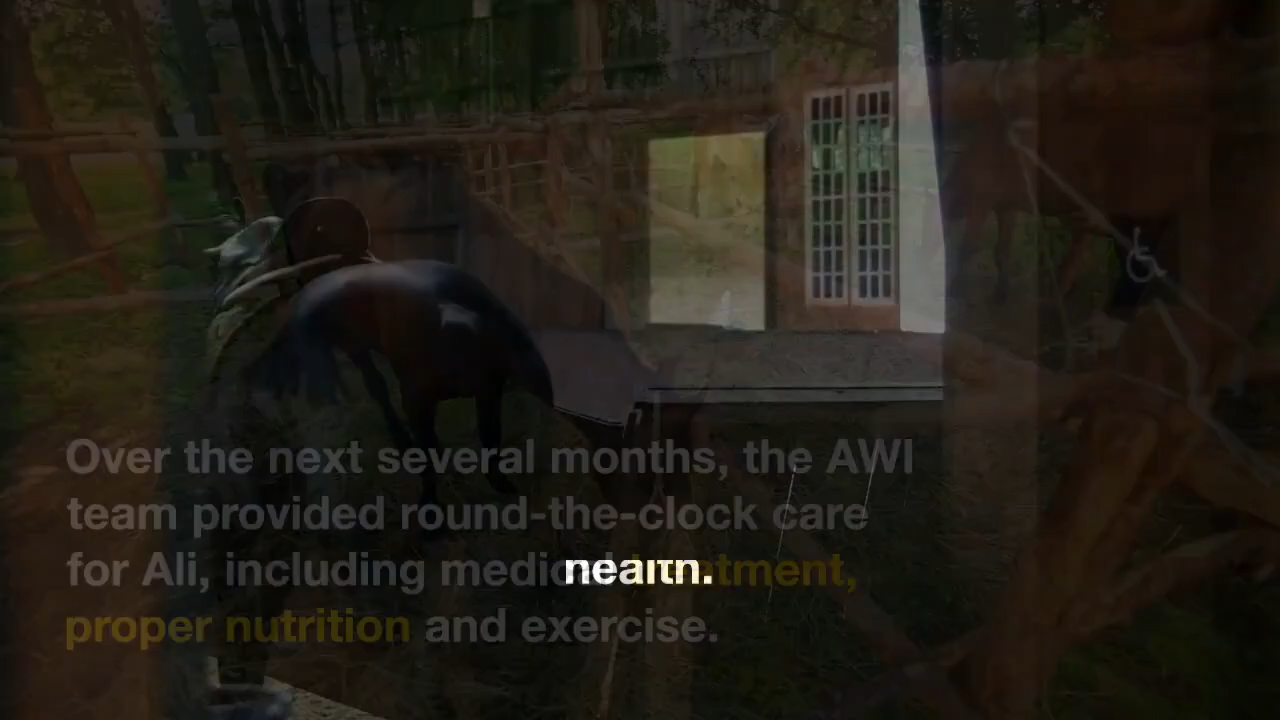 Over the next several months, the AWI
team provided round-the-clock care
for Ali, including medical treatment,
health.
proper nutrition and exercise.